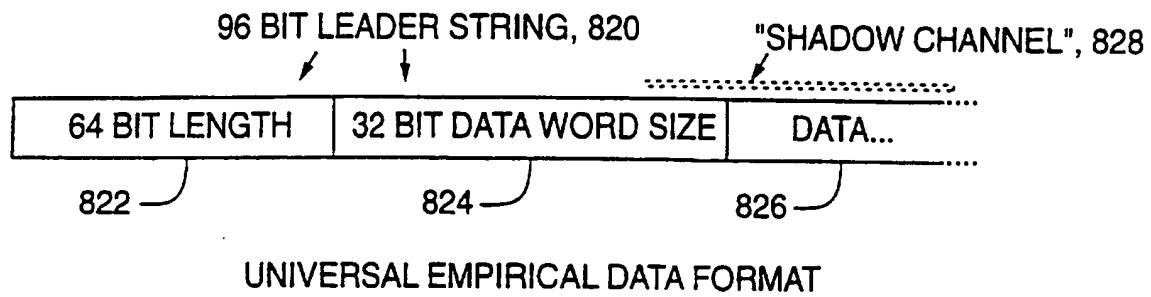 96 BIT LEADER STRING, 820
"SHADOW CHANNEL", 828
64 BIT LENGTH
32 BIT DATA WORD SIZE
DATA...
822
824
826
UNIVERSAL EMPIRICAL DATA FORMAT